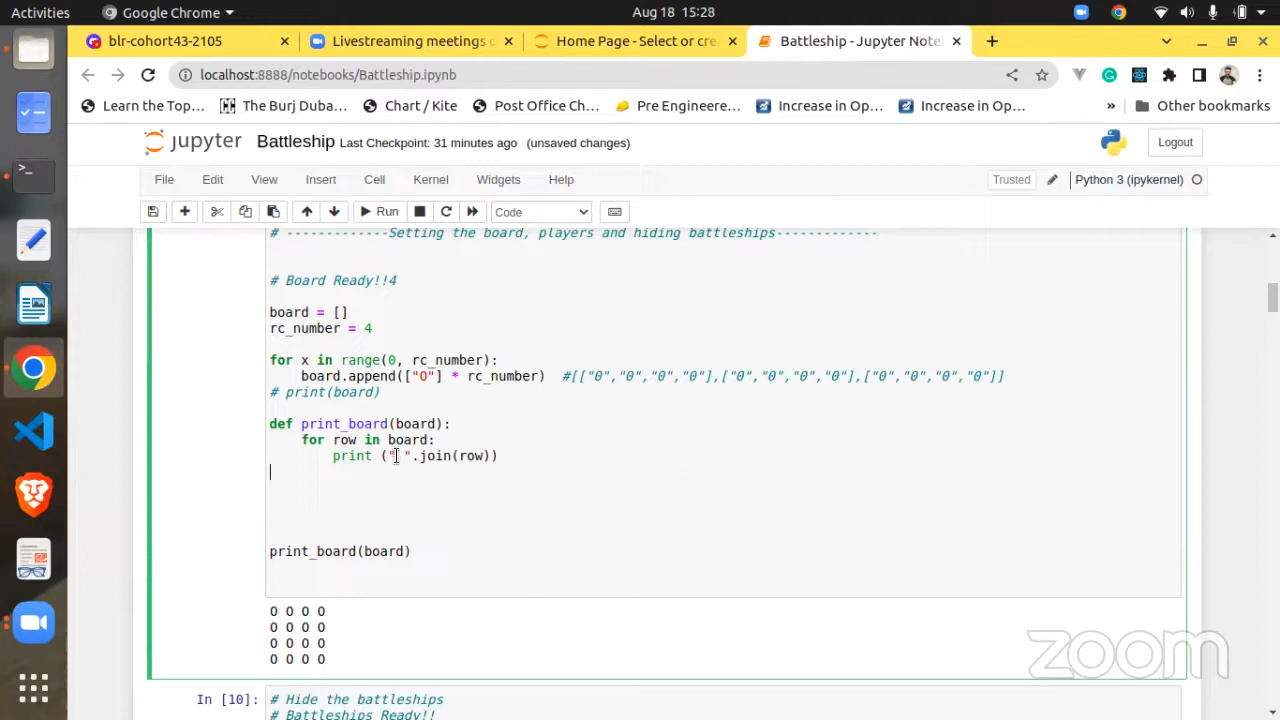 Activities
Google Chrome
Aug 18 15:28
blr-cohort43-2105
Livestreaming meetings
Home Page - Select or cre
Battleship - Jupyter Note
localhost:8888/notebooks/Battleship.ipynb
Learn the Top...
The Burj Duba...
Chart / Kite
Post Office Ch...
Pre Engineere...
Increase in Op...
Increase in Op...
»
Other bookmarks
jupyter
Battleship Last Checkpoint: 31 minutes ago (unsaved changes)
Logout
File Edit View Insert Cell Kernel Widgets Help
Trusted
Python 3 (ipykernel)
Run
Code
# -------------Setting the board, players and hiding battleships-------------
# Board Ready!!4
board = []
rc_number = 4
for x in range(0, rc_number):
board.append(["O"] * rc_number) #[["0","0","0","0"],["0","0","0","0"],["0","0","0","0"]]
# print(board)
def print_board(board):
for row in board:
print (" ".join(row))
print_board(board)
O O O O
O O O O
O O O O
O O O O
zoom
In [10]:
# Hide the battleships
# Battleships Ready!!